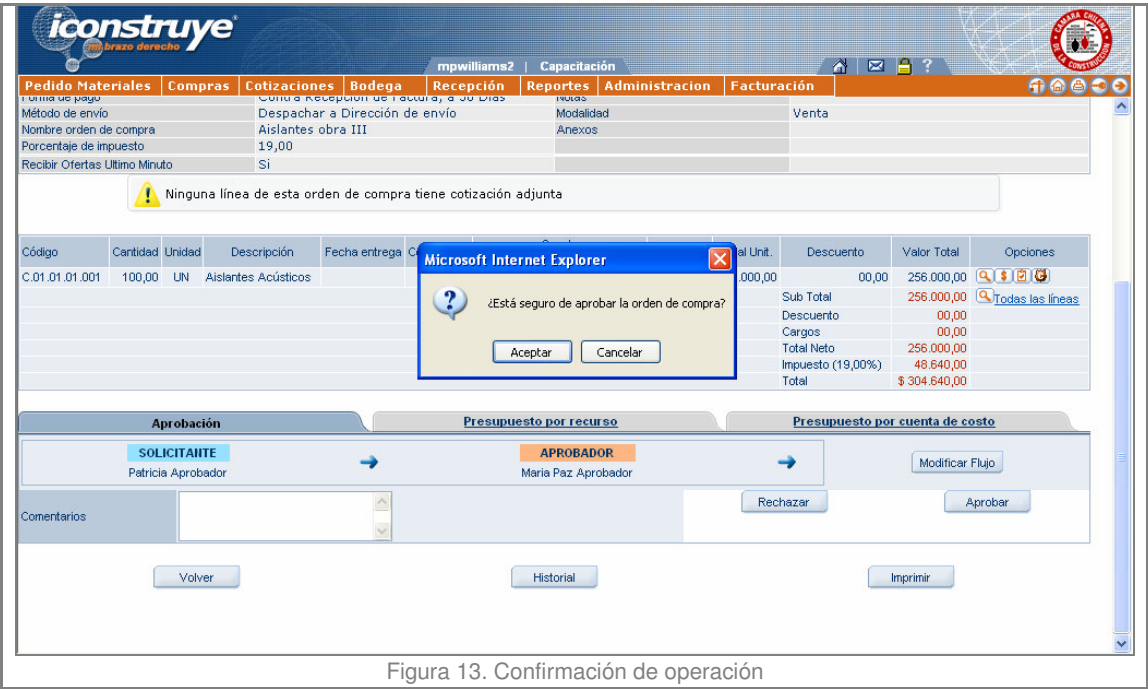 iconstruye
mi brazo derecho
mpwilliams2 | Capacitación
CAMARA CHILENA DE LA CONSTRUCCION
Pedido Materiales Compras Cotizaciones Bodega Recepción Reportes Administracion Facturación
Forma de pago Contra Recepción de Factura, a 30 Días Notas
Método de envío Despachar a Dirección de envío Modalidad Venta
Nombre orden de compra Aislantes obra III Anexos
Porcentaje de impuesto 19,00
Recibir Ofertas Ultimo Minuto Si
Ninguna línea de esta orden de compra tiene cotización adjunta
Código Cantidad Unidad Descripción Fecha entrega Unit. Descuento Valor Total Opciones
C.01.01.01.001 100,00 UN Aislantes Acústicos .000,00 00,00 256.000,00
Sub Total 256.000,00 Todas las líneas
Descuento 00,00
Cargos 00,00
Total Neto 256.000,00
Impuesto (19,00%) 48.640,00
Total $ 304.640,00
Microsoft Internet Explorer
¿Está seguro de aprobar la orden de compra?
Aceptar Cancelar
Aprobación Presupuesto por recurso Presupuesto por cuenta de costo
SOLICITANTE APROBADOR
Patricia Aprobador Maria Paz Aprobador Modificar Flujo
Comentarios Rechazar Aprobar
Volver Historial Imprimir
Figura 13. Confirmación de operación